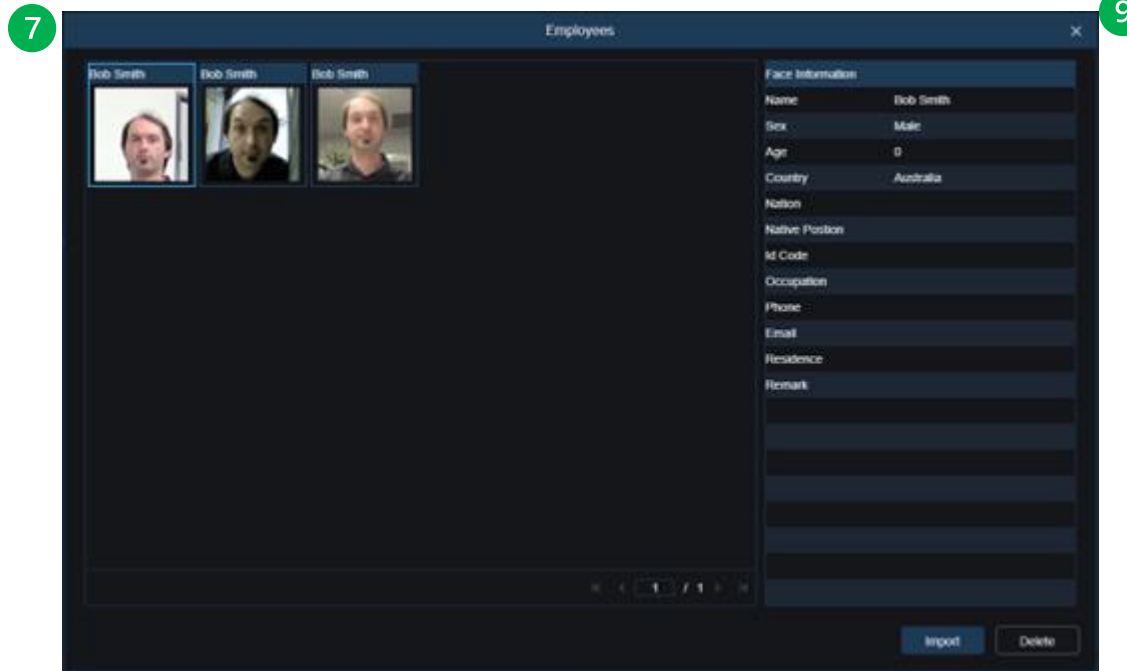 7
9
Employees
×
Bob Smith Bob Smith Bob Smith
Face Information
Name Bob Smith
Sex Male
Age 0
Country Australia
Nation
Native Postion
Id Code
Occupation
Phone
Email
Residence
Remark
1 / 1
Import Delete